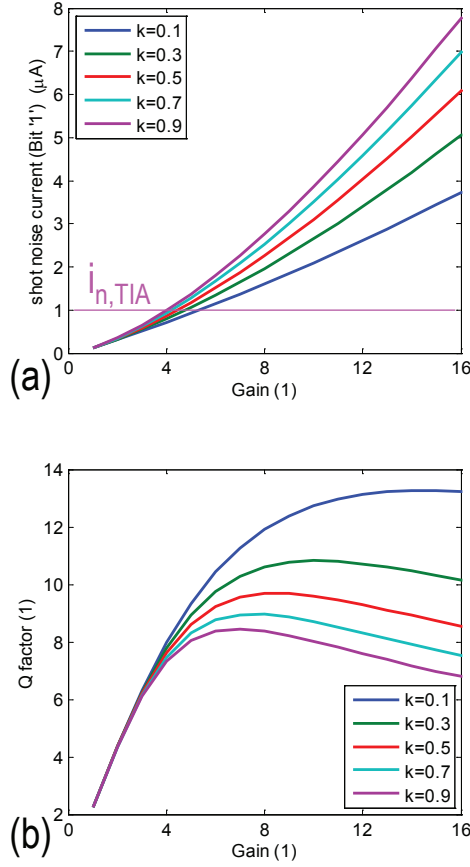 8
7
6
5
4
3
2
1
0
shot noise current (Bit '1') (μA)
k=0.1
k=0.3
k=0.5
k=0.7
k=0.9
i_n,TIA
0 4 8 12 16
Gain (1)
(a)
14
12
10
8
6
4
2
Q factor (1)
k=0.1
k=0.3
k=0.5
k=0.7
k=0.9
0 4 8 12 16
Gain (1)
(b)